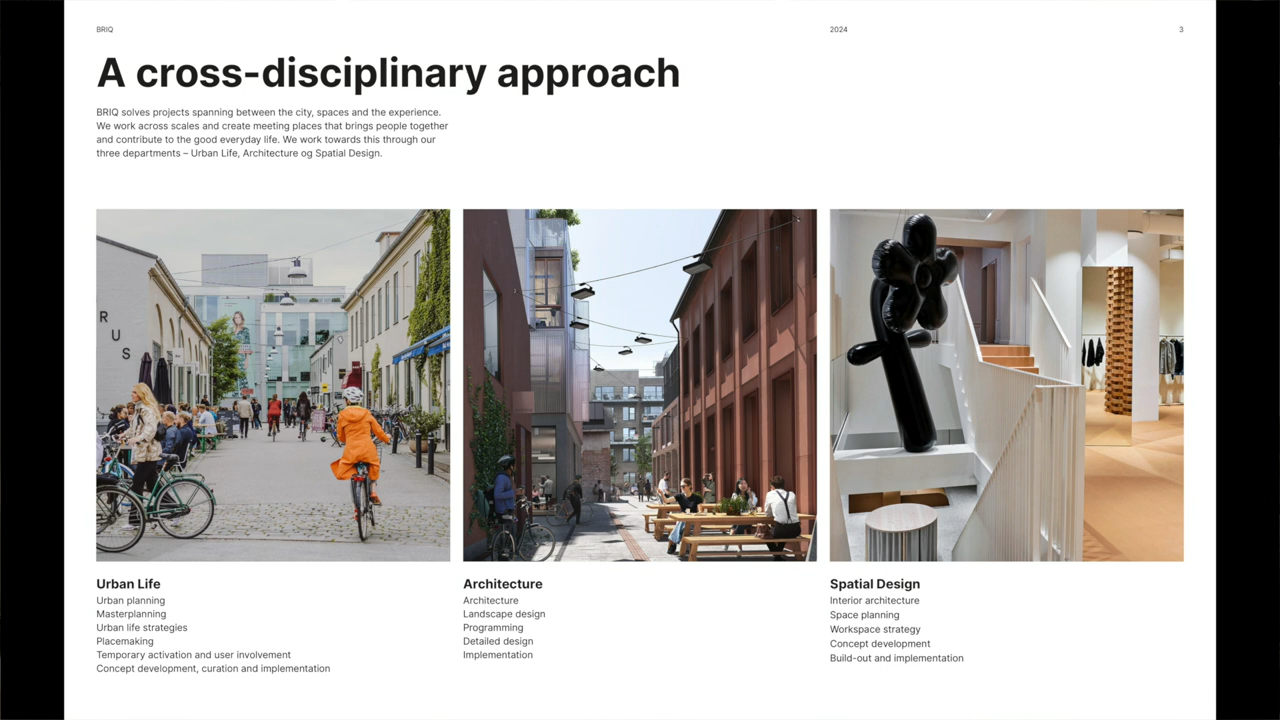 BRIQ
2024
3
A cross-disciplinary approach
BRIQ solves projects spanning between the city, spaces and the experience.
We work across scales and create meeting places that brings people together
and contribute to the good everyday life. We work towards this through our
three departments – Urban Life, Architecture og Spatial Design.
R
U
S
Urban Life
Urban planning
Masterplanning
Urban life strategies
Placemaking
Temporary activation and user involvement
Concept development, curation and implementation
Architecture
Architecture
Landscape design
Programming
Detailed design
Implementation
Spatial Design
Interior architecture
Space planning
Workspace strategy
Concept development
Build-out and implementation